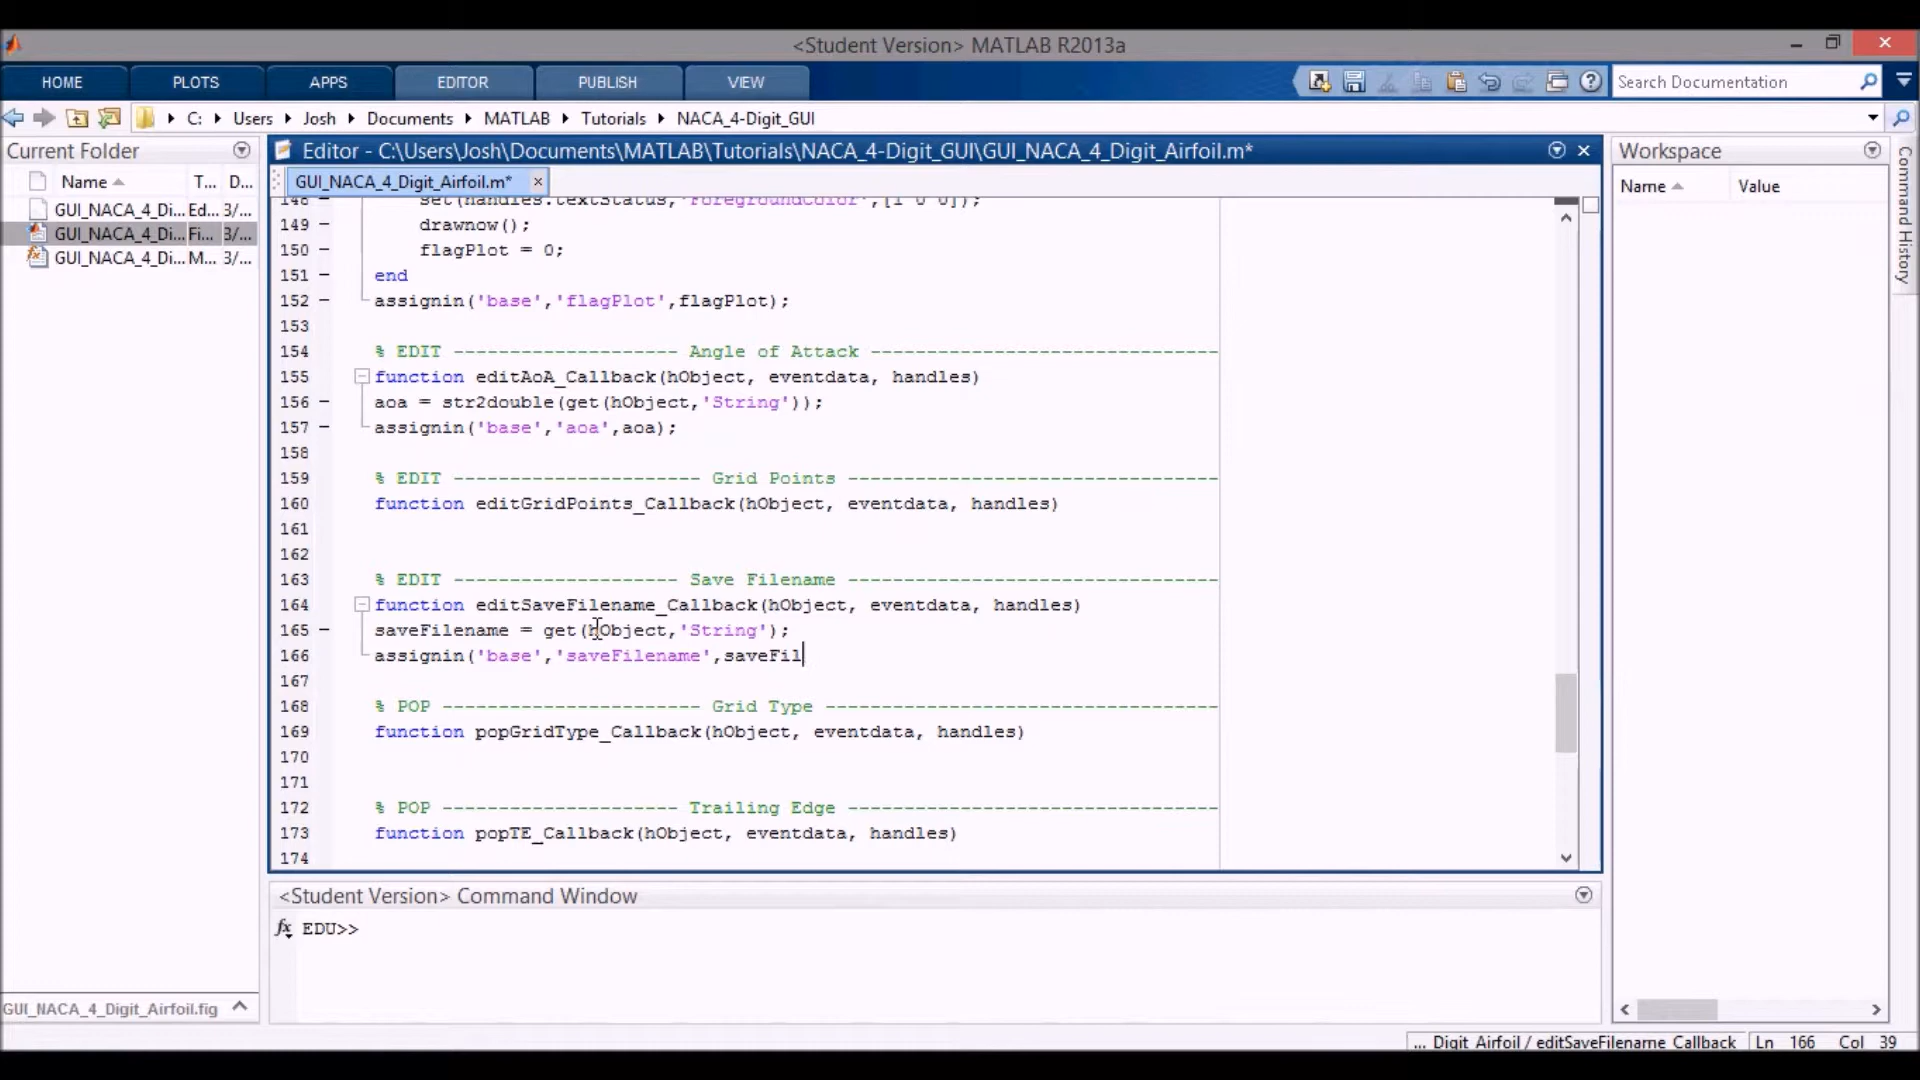 <Student Version> MATLAB R2013a
HOME PLOTS APPS EDITOR PUBLISH VIEW Search Documentation
C: Users Josh Documents MATLAB Tutorials NACA_4-Digit_GUI
Current Folder
Name T... D...
GUI_NACA_4_Di... Ed... 3/...
GUI_NACA_4_Di... Fi... 3/...
GUI_NACA_4_Di... M... 3/...
GUI_NACA_4_Digit_Airfoil.fig
Editor - C:\Users\Josh\Documents\MATLAB\Tutorials\NACA_4-Digit_GUI\GUI_NACA_4_Digit_Airfoil.m*
GUI_NACA_4_Digit_Airfoil.m*
148 set(handles.textStatus,'ForegroundColor',[1 0 0]);
149 - drawnow();
150 - flagPlot = 0;
151 - end
152 - assignin('base','flagPlot',flagPlot);
153
154 % EDIT -------------------- Angle of Attack -------------------------------
155 function editAoA_Callback(hObject, eventdata, handles)
156 - aoa = str2double(get(hObject,'String'));
157 - assignin('base','aoa',aoa);
158
159 % EDIT ---------------------- Grid Points ---------------------------------
160 function editGridPoints_Callback(hObject, eventdata, handles)
161
162
163 % EDIT -------------------- Save Filename ---------------------------------
164 function editSaveFilename_Callback(hObject, eventdata, handles)
165 - saveFilename = get(hObject,'String');
166 assignin('base','saveFilename',saveFil
167
168 % POP ----------------------- Grid Type -----------------------------------
169 function popGridType_Callback(hObject, eventdata, handles)
170
171
172 % POP --------------------- Trailing Edge ---------------------------------
173 function popTE_Callback(hObject, eventdata, handles)
174
<Student Version> Command Window
fx EDU>>
Workspace
Name Value
Command History
... Digit Airfoil / editSaveFilename Callback Ln 166 Col 39